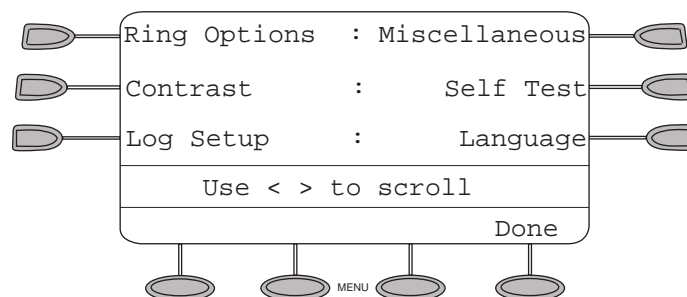 Ring Options : Miscellaneous
Contrast : Self Test
Log Setup : Language
Use < > to scroll
Done
MENU